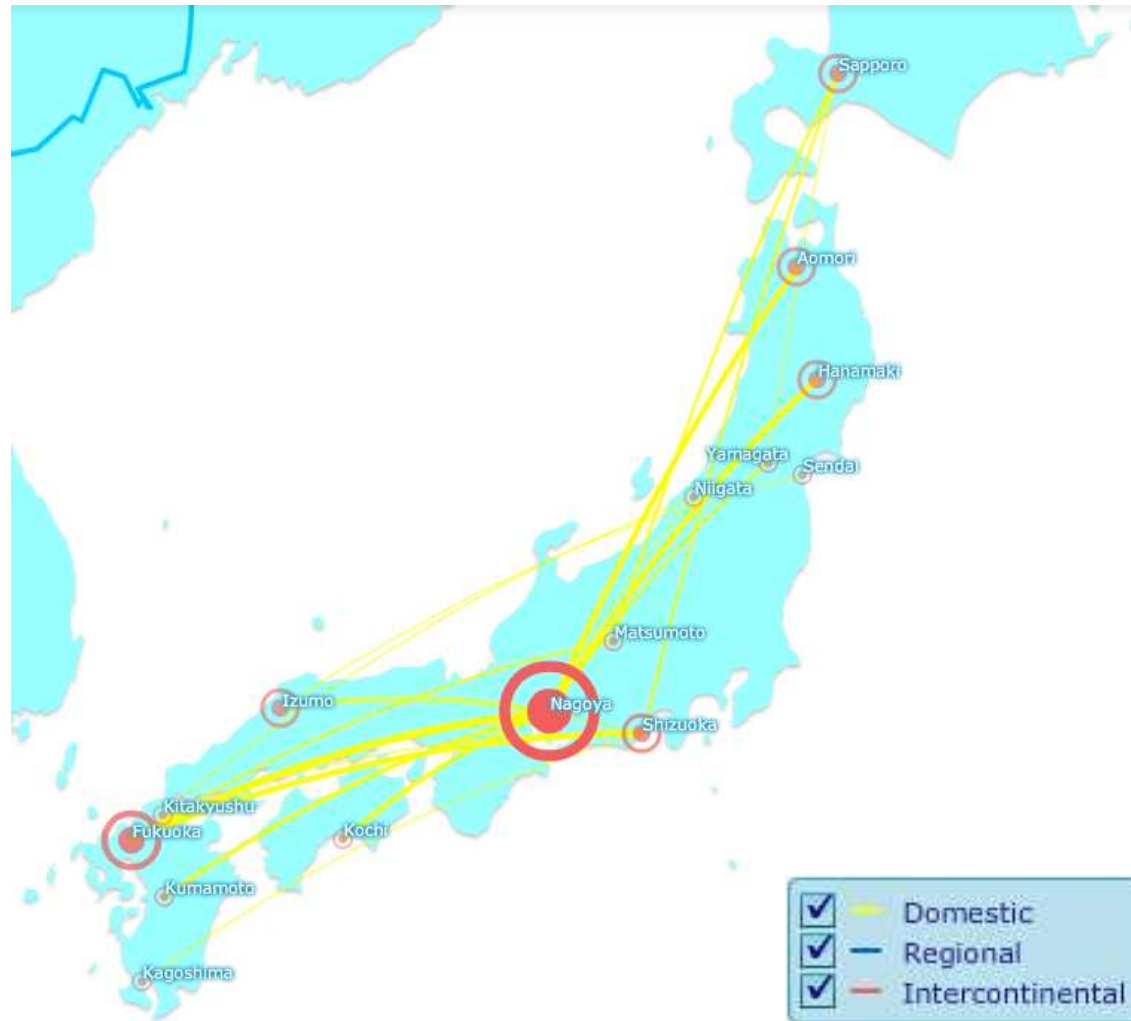 Sapporo
Aomori
Hanamaki
Yamagata
Sendai
Niigata
Matsumoto
Izumo
Nagoya
Shizuoka
Kitakyushu
Fukuoka
Kochi
Kumamoto
Kagoshima
Domestic
Regional
Intercontinental